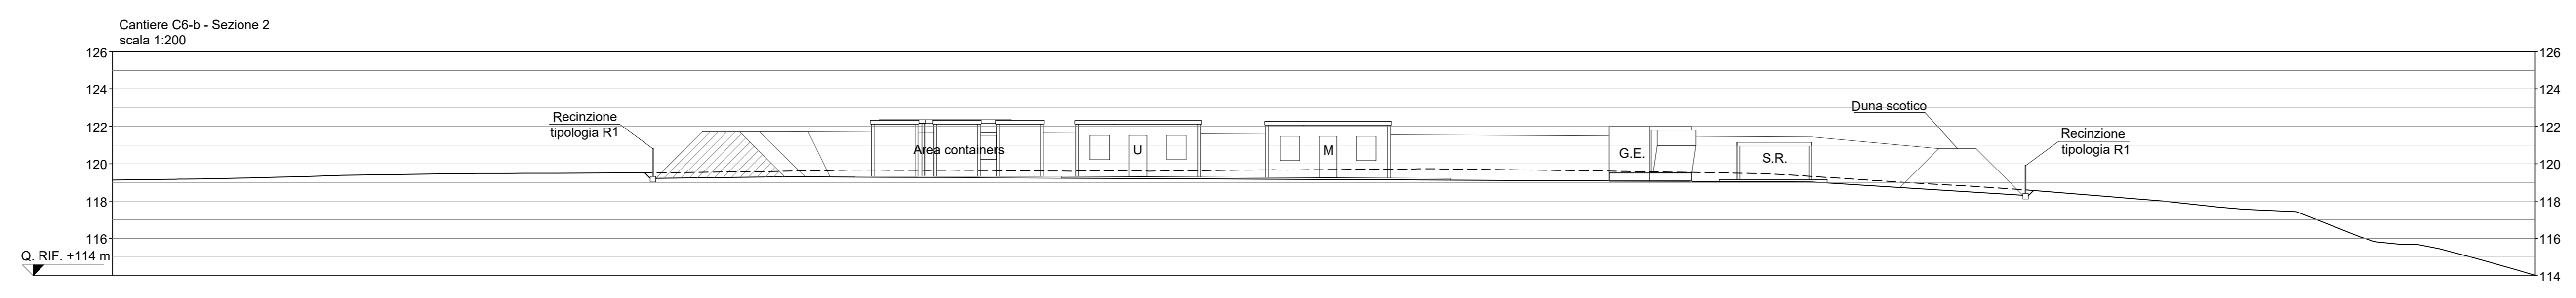 Cantiere C6-b - Sezione 2
scala 1:200
126
124
122
120
118
116
Q. RIF. +114 m
Recinzione
tipologia R1
Area containers
U
M
G.E.
S.R.
Duna scotico
Recinzione
tipologia R1
126
124
122
120
118
116
114